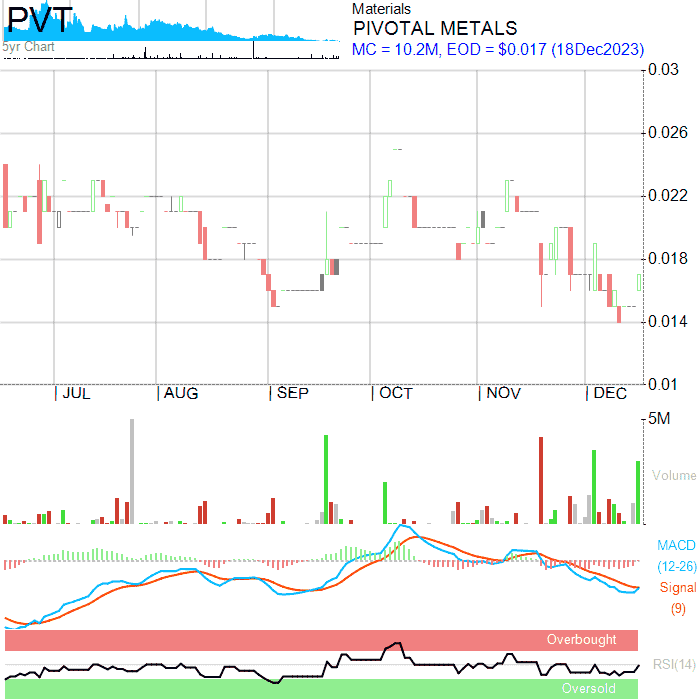 PVT
5yr Chart
Materials
PIVOTAL METALS
MC = 10.2M, EOD = $0.017 (18Dec2023)
0.03
0.026
0.022
0.018
0.014
0.01
JUL AUG SEP OCT NOV DEC
5M
Volume
MACD
(12-26)
Signal
(9)
Overbought
RSI(14)
Oversold